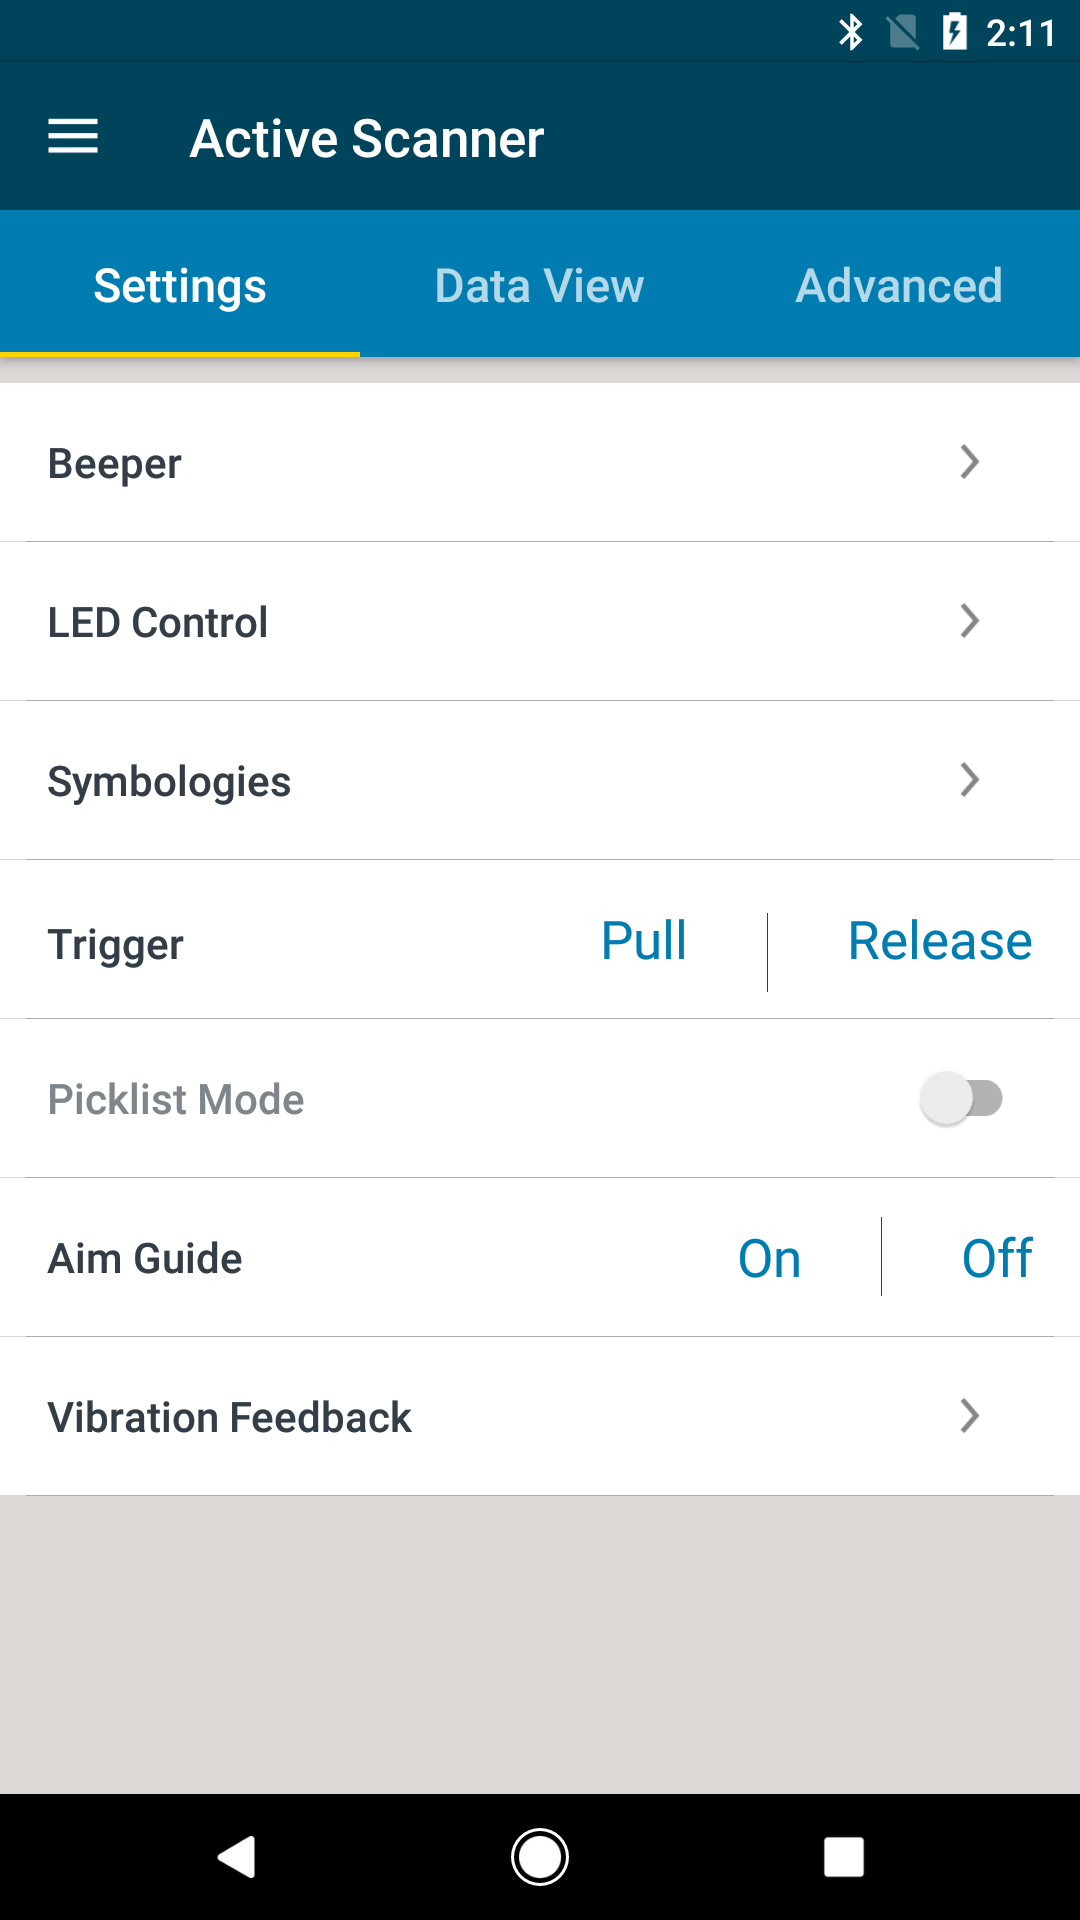 2:11
Active Scanner
Settings Data View Advanced
Beeper
LED Control
Symbologies
Trigger Pull Release
Picklist Mode
Aim Guide On Off
Vibration Feedback